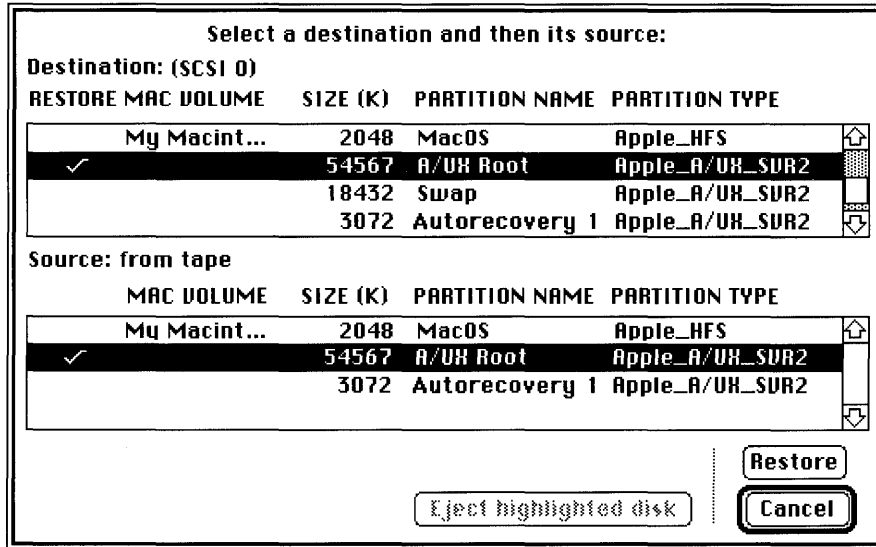 Select a destination and then its source:
Destination: (SCSI 0)
RESTORE MAC VOLUME SIZE (K) PARTITION NAME PARTITION TYPE
My Macint... 2048 MacOS Apple_HFS
✓ 54567 A/UX Root Apple_A/UX_SVR2
18432 Swap Apple_A/UX_SVR2
3072 Autorecovery 1 Apple_A/UX_SVR2
Source: from tape
MAC VOLUME SIZE (K) PARTITION NAME PARTITION TYPE
My Macint... 2048 MacOS Apple_HFS
✓ 54567 A/UX Root Apple_A/UX_SVR2
3072 Autorecovery 1 Apple_A/UX_SVR2
Restore
Eject highlighted disk Cancel